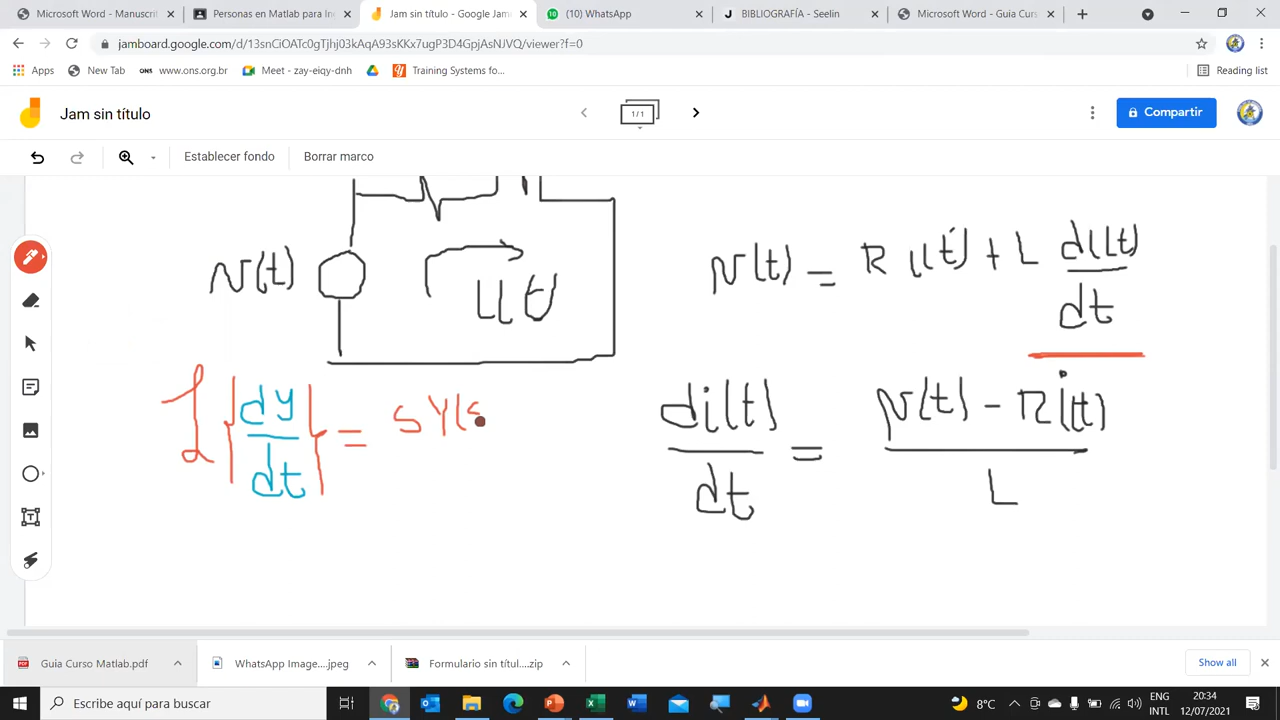 Microsoft Word - Manuscrit
Personas en Matlab para Ing
Jam sin título - Google Jam
(10) WhatsApp
BIBLIOGRAFÍA - Seelin
Microsoft Word - Guia Curs
jamboard.google.com/d/13snCiOATc0gTjhj03kAqA93sKKx7ugP3D4GpjAsNJVQ/viewer?f=0
Apps
New Tab
ons www.ons.org.br
Meet - zay-eiqy-dnh
Training Systems fo...
Reading list
Jam sin título
1/1
Compartir
Establecer fondo
Borrar marco
v(t)
i(t)
v(t) = R i(t) + L di(t)/dt
ℒ{dy/dt} = sY(s
di(t)/dt = v(t) - R i(t) / L
Guia Curso Matlab.pdf
WhatsApp Image....jpeg
Formulario sin títul....zip
Show all
Escribe aquí para buscar
8°C
ENG
INTL
20:34
12/07/2021